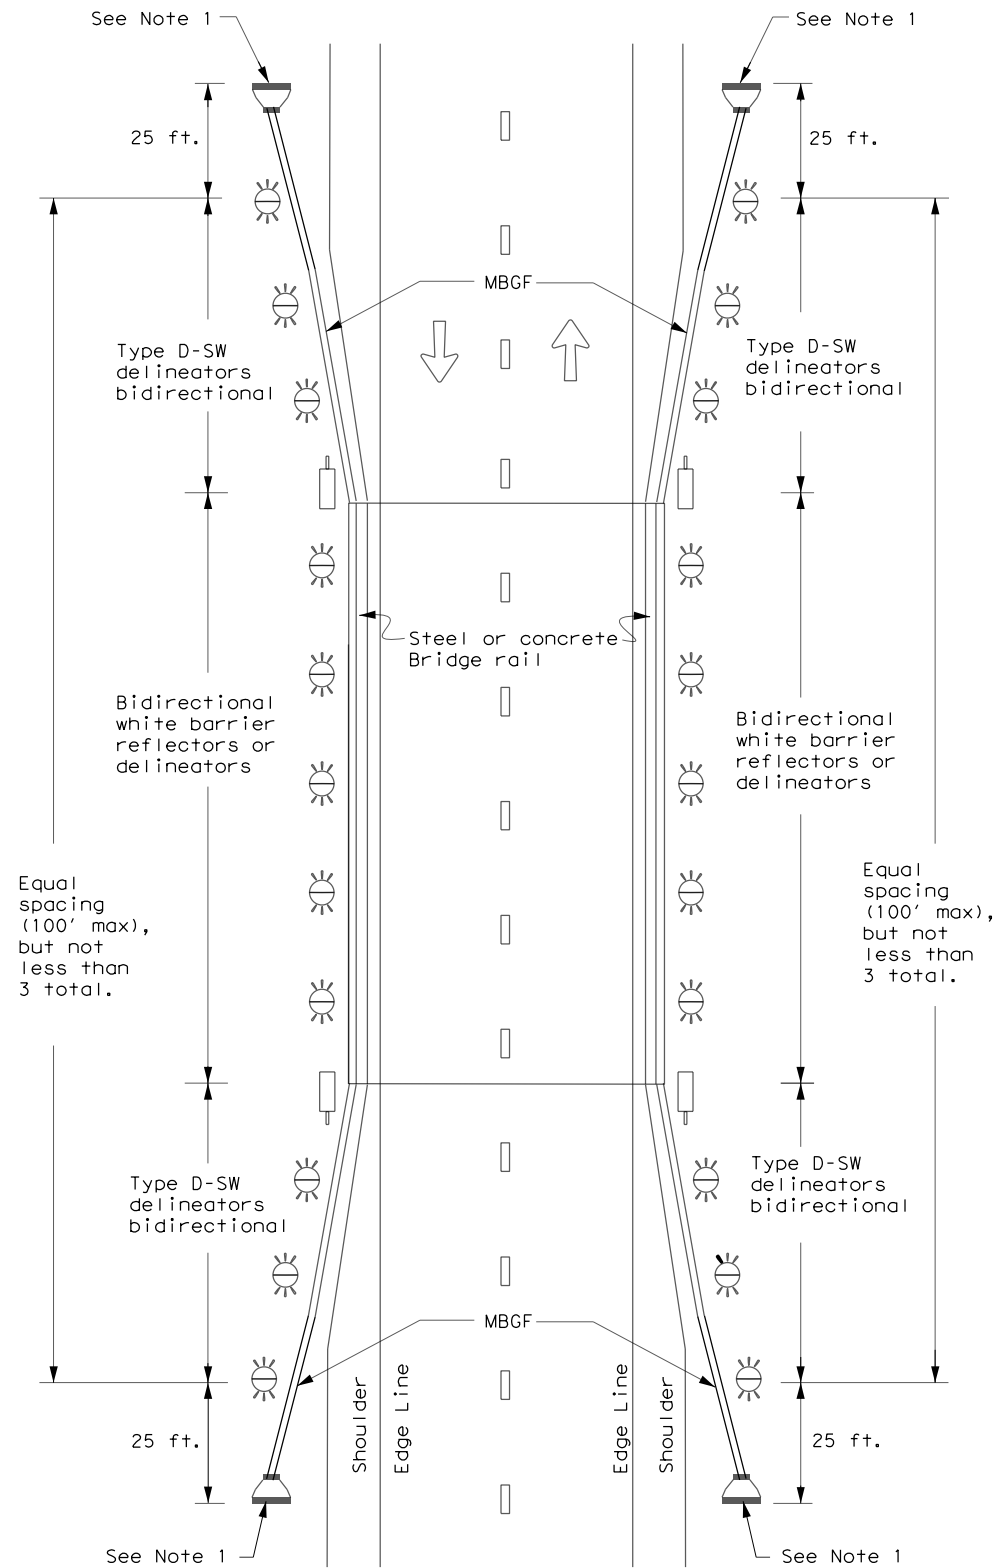 See Note 1
See Note 1
25 ft.
25 ft.
MBGF
Type D-SW
delineators
bidirectional
Type D-SW
delineators
bidirectional
Steel or concrete
Bridge rail
Bidirectional
white barrier
reflectors or
delineators
Bidirectional
white barrier
reflectors or
delineators
Equal
spacing
(100' max),
but not
less than
3 total.
Equal
spacing
(100' max),
but not
less than
3 total.
Type D-SW
delineators
bidirectional
Type D-SW
delineators
bidirectional
MBGF
Shoulder
Edge Line
Edge Line
Shoulder
25 ft.
25 ft.
See Note 1
See Note 1